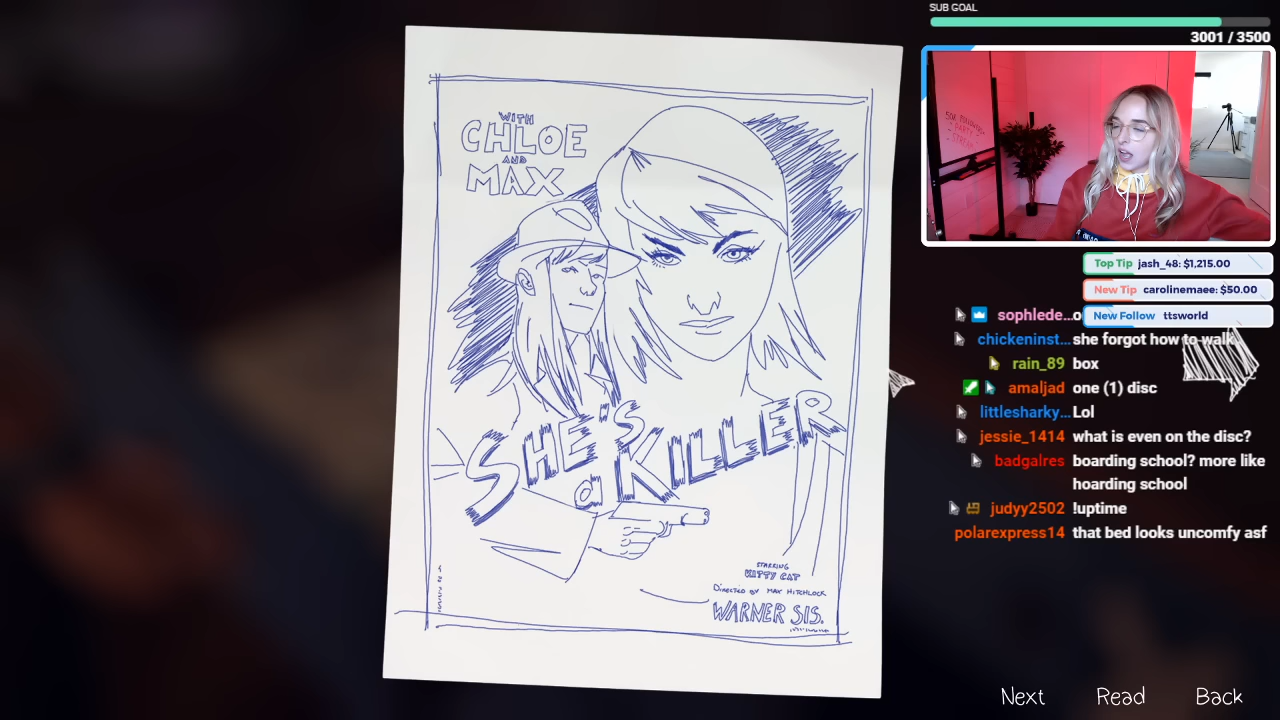 SUB GOAL
3001 / 3500
WITH
CHLOE
AND
MAX
SHE'S
a KILLER
STARRING
KITTY CAT
DIRECTED BY MAX HITCHLOCK
WARNER SIS.
Top Tip jash_48: $1,215.00
New Tip carolinemaee: $50.00
New Follow ttsworld
sophlede...
chickeninst... she forgot how to walk
rain_89 box
amaljad one (1) disc
littlesharky... Lol
jessie_1414 what is even on the disc?
badgalres boarding school? more like
hoarding school
judyy2502 !uptime
polarexpress14 that bed looks uncomfy asf
Next Read Back